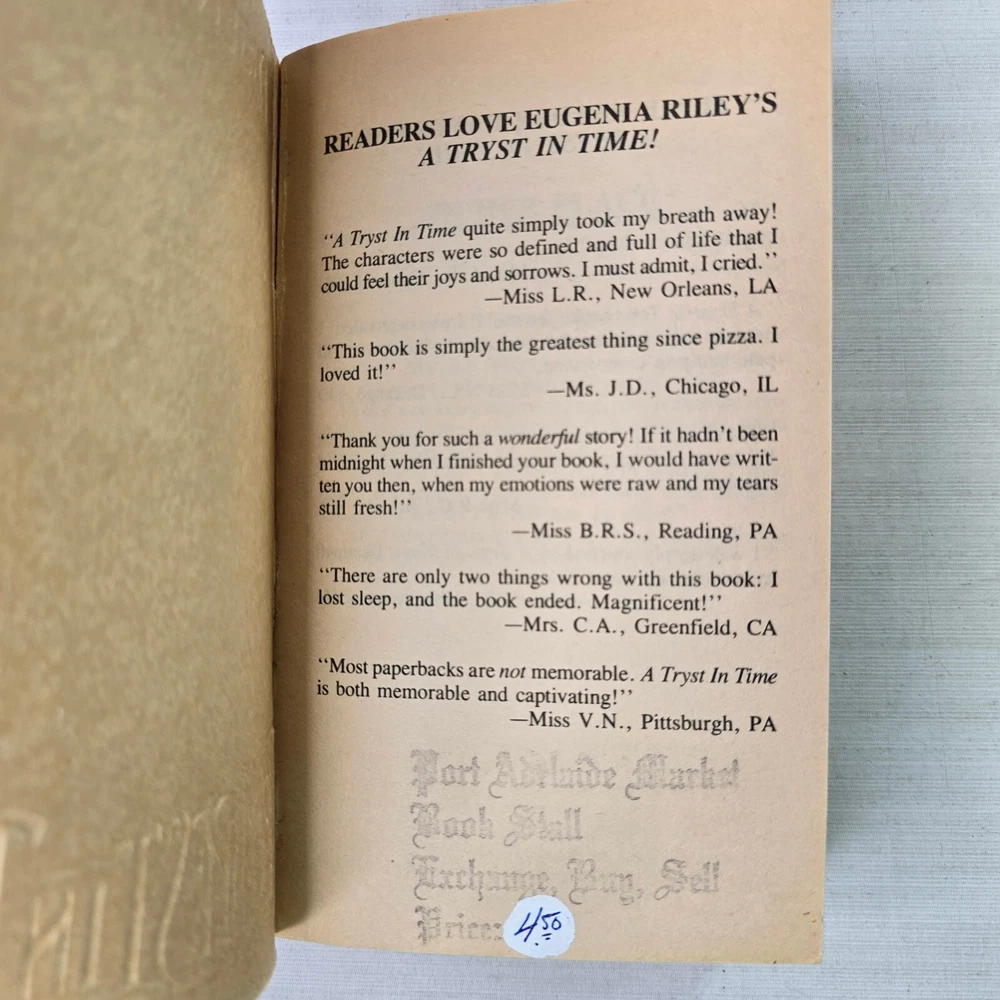 READERS LOVE EUGENIA RILEY'S
A TRYST IN TIME!
"A Tryst In Time quite simply took my breath away!
The characters were so defined and full of life that I
could feel their joys and sorrows. I must admit, I cried."
—Miss L.R., New Orleans, LA
"This book is simply the greatest thing since pizza. I
loved it!"
—Ms. J.D., Chicago, IL
"Thank you for such a wonderful story! If it hadn't been
midnight when I finished your book, I would have writ-
ten you then, when my emotions were raw and my tears
still fresh!"
—Miss B.R.S., Reading, PA
"There are only two things wrong with this book: I
lost sleep, and the book ended. Magnificent!"
—Mrs. C.A., Greenfield, CA
"Most paperbacks are not memorable. A Tryst In Time
is both memorable and captivating!"
—Miss V.N., Pittsburgh, PA
Port Adelaide Market
Book Stall
Exchange, Buy, Sell
4.50